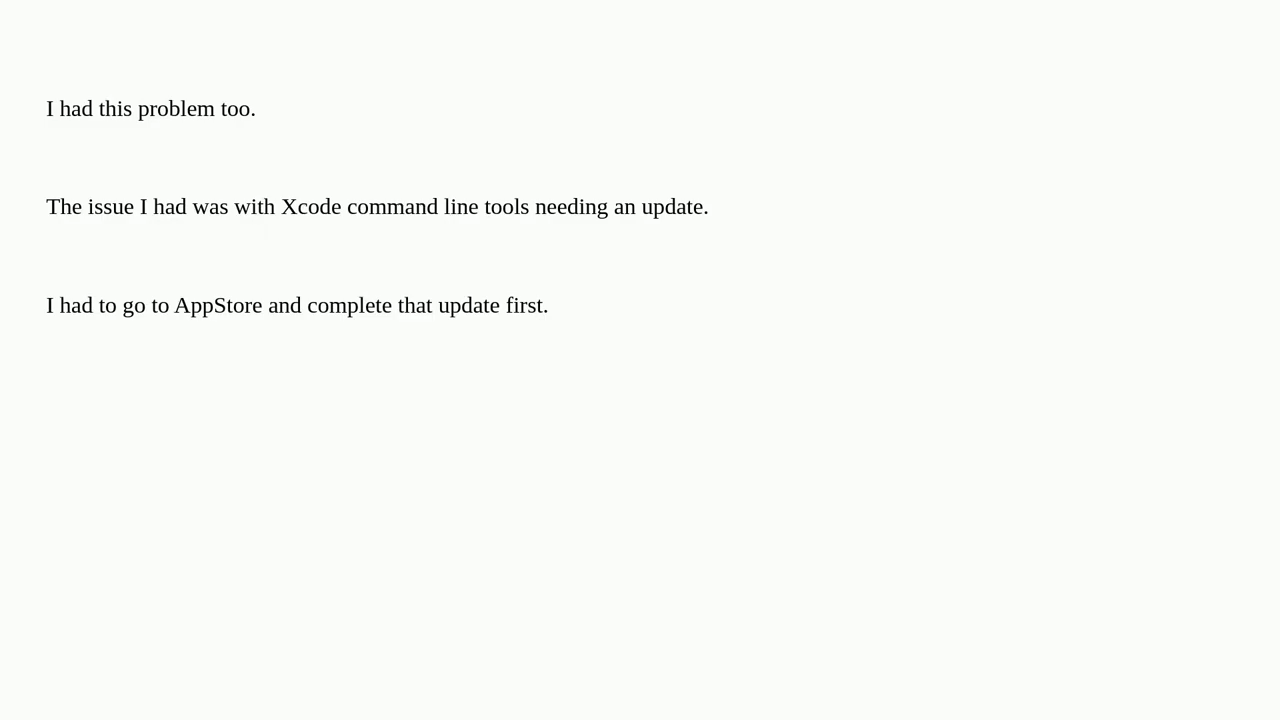 I had this problem too.
The issue I had was with Xcode command line tools needing an update.
I had to go to AppStore and complete that update first.